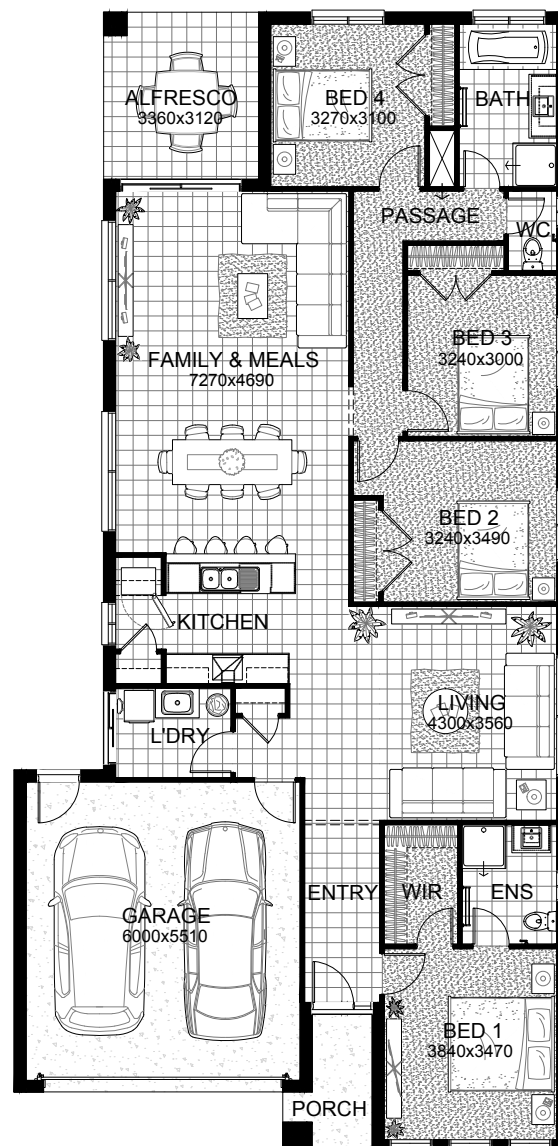 ALFRESCO
3360x3120
BED 4
3270x3100
BATH
PASSAGE
WC
BED 3
3240x3000
FAMILY & MEALS
7270x4690
BED 2
3240x3490
KITCHEN
LIVING
4300x3560
L'DRY
ENTRY
WIR
ENS
GARAGE
6000x5510
BED 1
3840x3470
PORCH